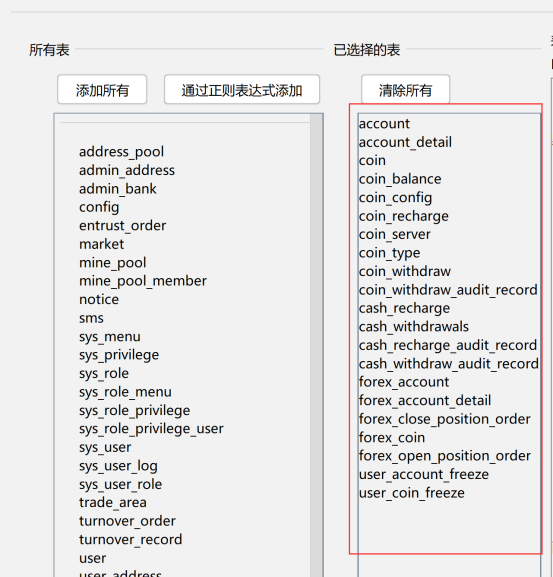 所有表
已选择的表
添加所有
通过正则表达式添加
清除所有
address_pool
admin_address
admin_bank
config
entrust_order
market
mine_pool
mine_pool_member
notice
sms
sys_menu
sys_privilege
sys_role
sys_role_menu
sys_role_privilege
sys_role_privilege_user
sys_user
sys_user_log
sys_user_role
trade_area
turnover_order
turnover_record
user
user_address
account
account_detail
coin
coin_balance
coin_config
coin_recharge
coin_server
coin_type
coin_withdraw
coin_withdraw_audit_record
cash_recharge
cash_withdrawals
cash_recharge_audit_record
cash_withdraw_audit_record
forex_account
forex_account_detail
forex_close_position_order
forex_coin
forex_open_position_order
user_account_freeze
user_coin_freeze